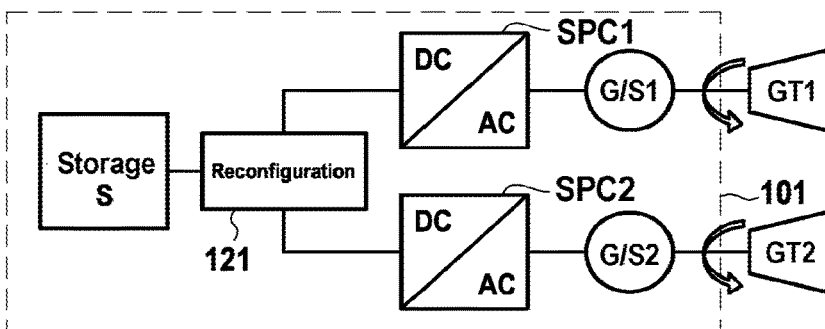 SPC1
DC
AC
G/S1
GT1
Storage
S
Reconfiguration
121
SPC2
101
DC
AC
G/S2
GT2